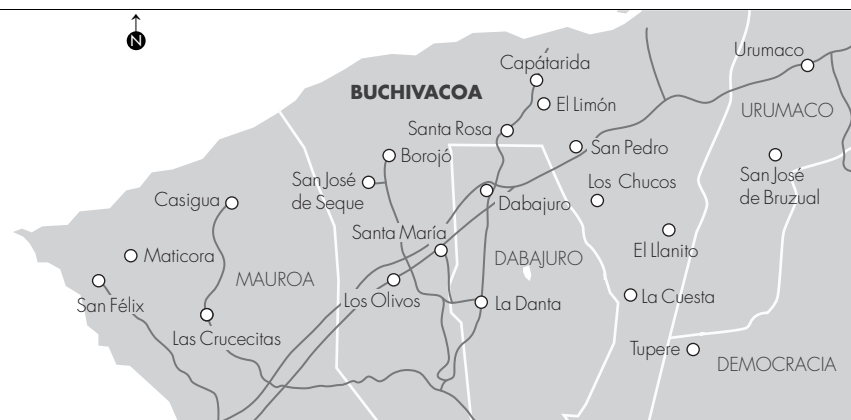 N
Urumaco
Capatárida
BUCHIVACOA
El Limón
URUMACO
Santa Rosa
San Pedro
Borojó
San José
de Seque
Los Chucos
San José
de Bruzual
Casigua
Dabajuro
Santa María
El Llanito
Maticora
DABAJURO
MAUROA
San Félix
Los Olivos
La Danta
La Cuesta
Las Crucecitas
Tupere
DEMOCRACIA